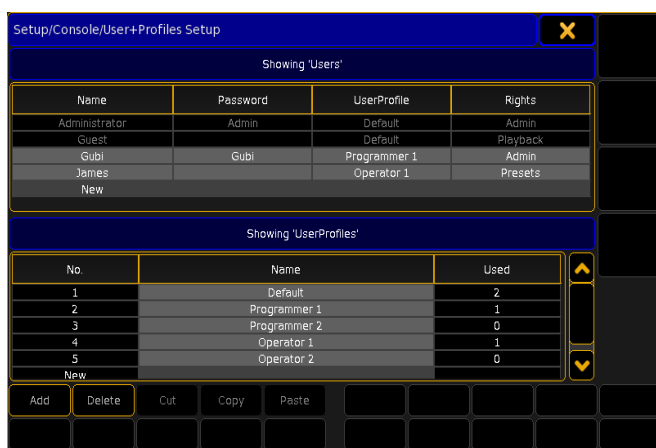 Setup/Console/User+Profiles Setup
Showing 'Users'
Name Password UserProfile Rights
Administrator Admin Default Admin
Guest Default Playback
Gubi Gubi Programmer 1 Admin
James Operator 1 Presets
New
Showing 'UserProfiles'
No. Name Used
1 Default 2
2 Programmer 1 1
3 Programmer 2 0
4 Operator 1 1
5 Operator 2 0
New
Add Delete Cut Copy Paste